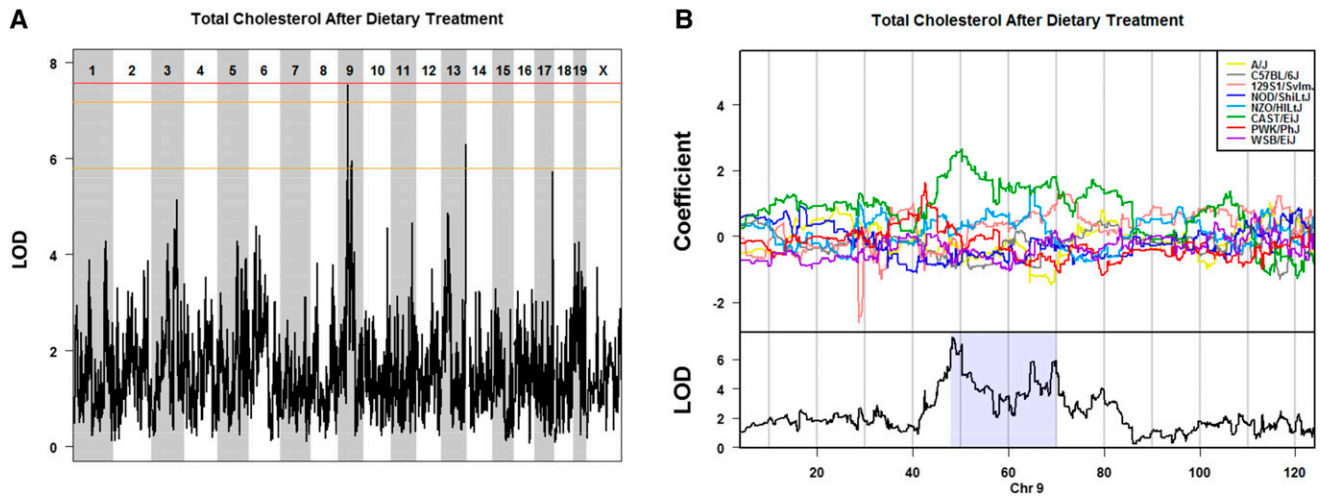 A
Total Cholesterol After Dietary Treatment
8
6
4
2
0
LOD
1 2 3 4 5 6 7 8 9 10 11 12 13 14 15 16 17 18 19 X
B
Total Cholesterol After Dietary Treatment
A/J
C57BL/6J
129S1/SvImJ
NOD/ShiLtJ
NZO/HILtJ
CAST/EiJ
PWK/PhJ
WSB/EiJ
4
2
0
-2
Coefficient
6
4
2
0
LOD
20 40 60 80 100 120
Chr 9